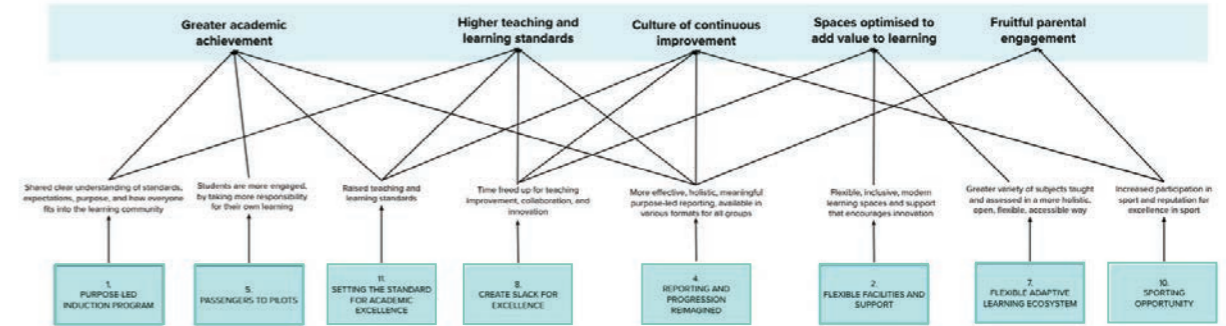 Greater academic
achievement
Higher teaching and
learning standards
Culture of continuous
improvement
Spaces optimised to
add value to learning
Fruitful parental
engagement
Shared clear understanding of standards,
expectations, purpose, and how everyone
fits into the learning community
Students are more engaged,
by taking more responsibility
for their own learning
Raised teaching and
learning standards
Time freed up for teaching
improvement, collaboration, and
innovation
More effective, holistic, meaningful
purpose-led reporting, available in
various formats for all groups
Flexible, inclusive, modern
learning spaces and support
that encourages innovation
Greater variety of subjects taught
and assessed in a more holistic,
open, flexible, accessible way
Increased participation in
sport and reputation for
excellence in sport
1.
PURPOSE-LED
INDUCTION PROGRAM
5.
PASSENGERS TO PILOTS
11.
SETTING THE STANDARD
FOR ACADEMIC
EXCELLENCE
8.
CREATE SLACK FOR
EXCELLENCE
4.
REPORTING AND
PROGRESSION
REIMAGINED
2.
FLEXIBLE FACILITIES AND
SUPPORT
7.
FLEXIBLE ADAPTIVE
LEARNING ECOSYSTEM
10.
SPORTING
OPPORTUNITY